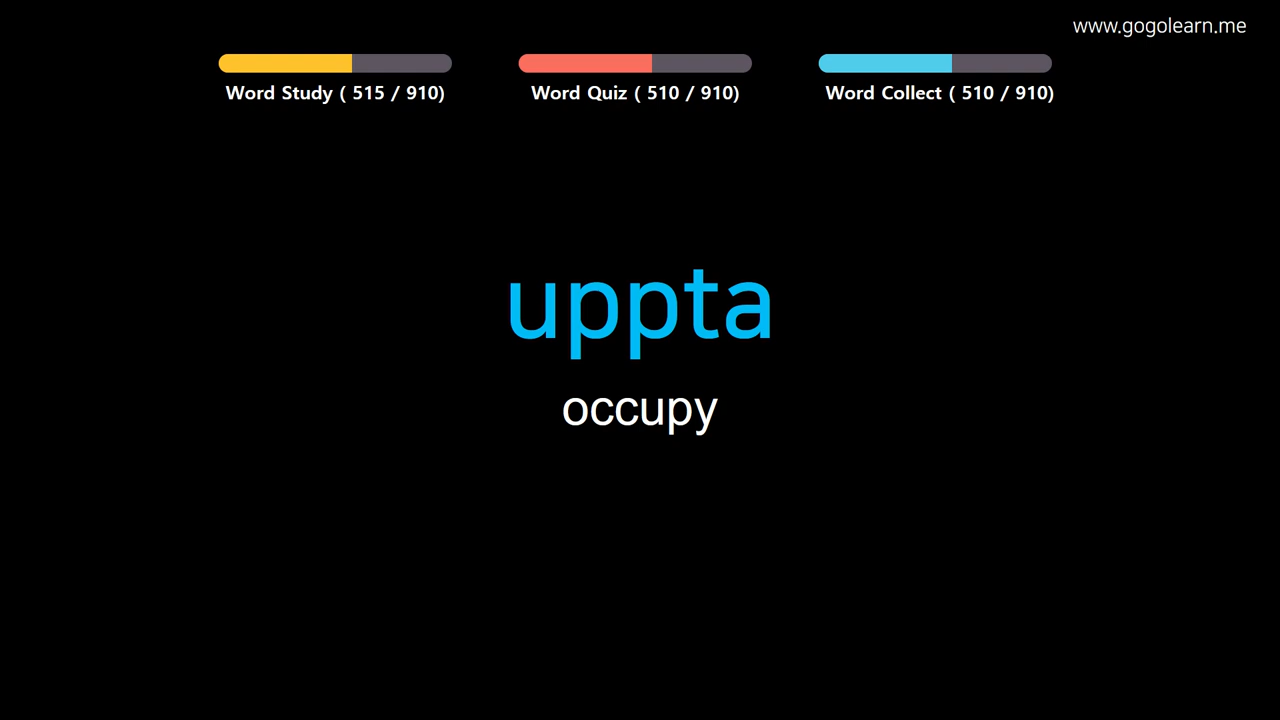 www.gogolearn.me
Word Study ( 515 / 910)
Word Quiz ( 510 / 910)
Word Collect ( 510 / 910)
uppta
occupy